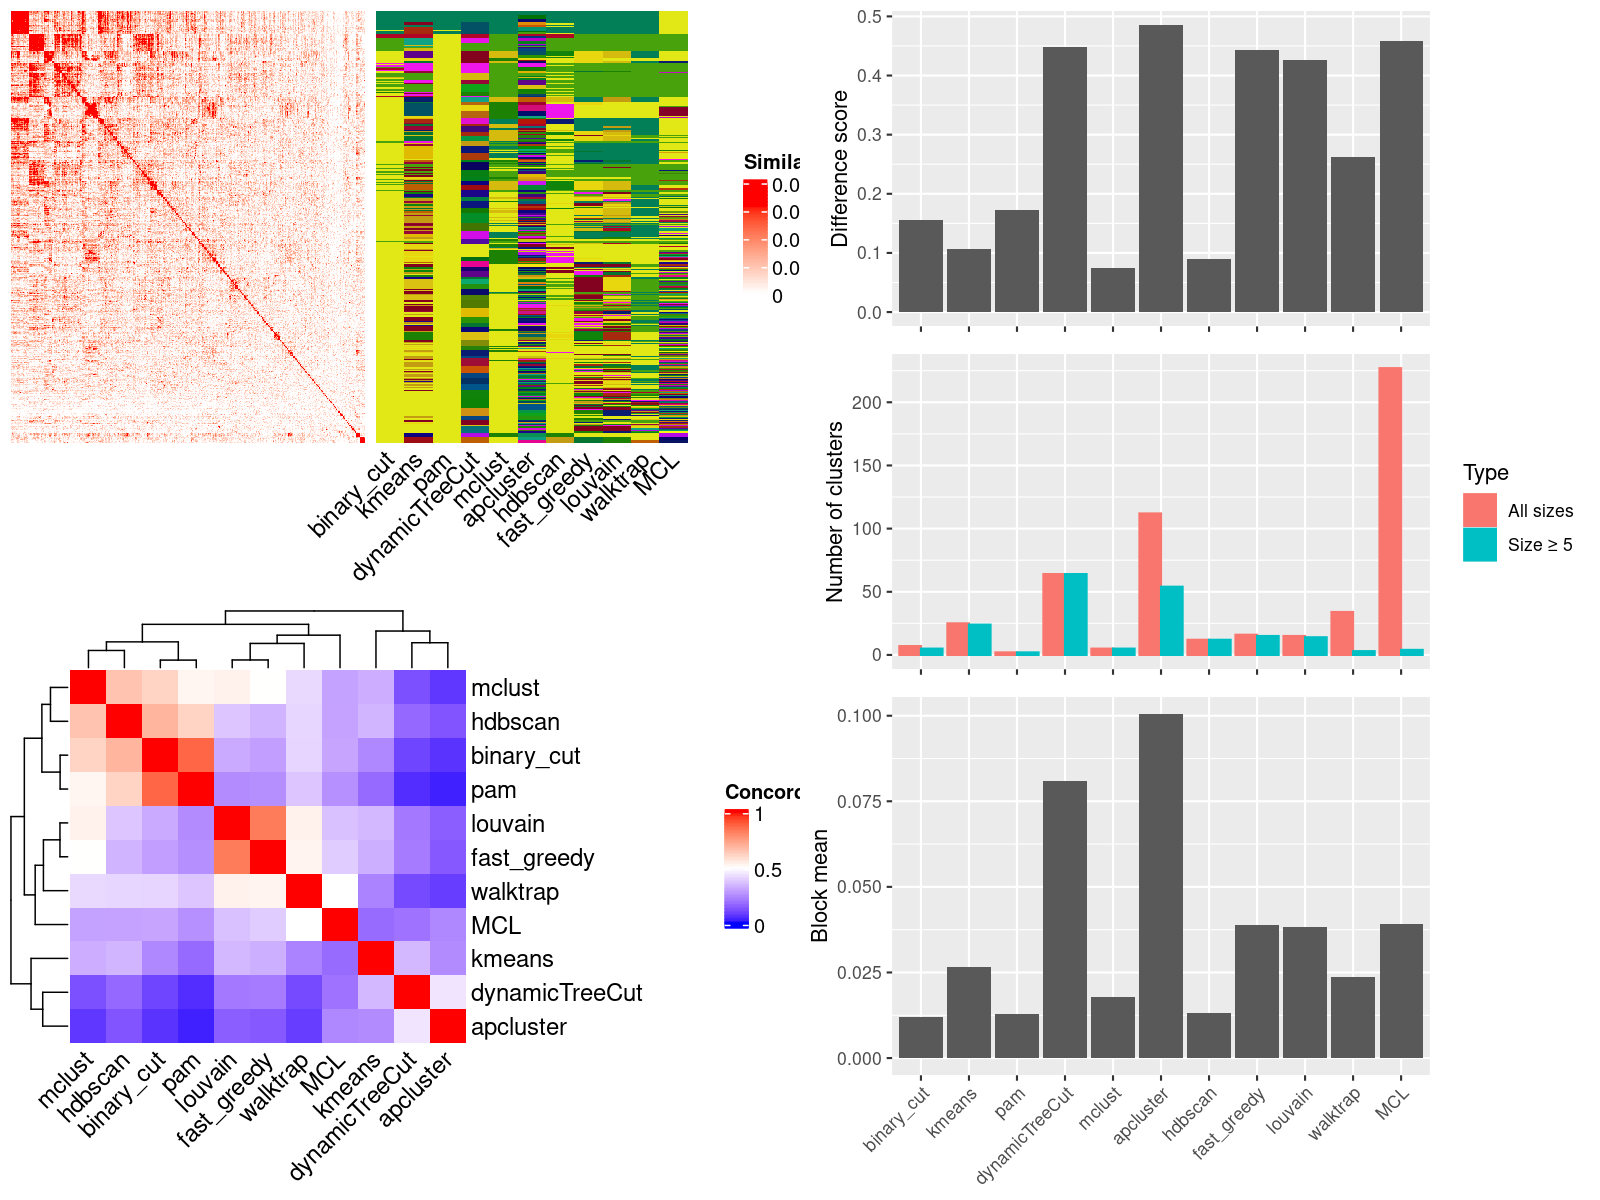 Simila
0.0
0.0
0.0
0.0
0
binary_cut
kmeans
pam
dynamicTreeCut
mclust
apcluster
hdbscan
fast_greedy
louvain
walktrap
MCL
mclust
hdbscan
binary_cut
pam
louvain
fast_greedy
walktrap
MCL
kmeans
dynamicTreeCut
apcluster
mclust
hdbscan
binary_cut
pam
louvain
fast_greedy
walktrap
MCL
kmeans
dynamicTreeCut
apcluster
Concord
1
0.5
0
Difference score
0.5
0.4
0.3
0.2
0.1
0.0
Number of clusters
200
150
100
50
0
Type
All sizes
Size ≥ 5
Block mean
0.100
0.075
0.050
0.025
0.000
binary_cut
kmeans
pam
dynamicTreeCut
mclust
apcluster
hdbscan
fast_greedy
louvain
walktrap
MCL